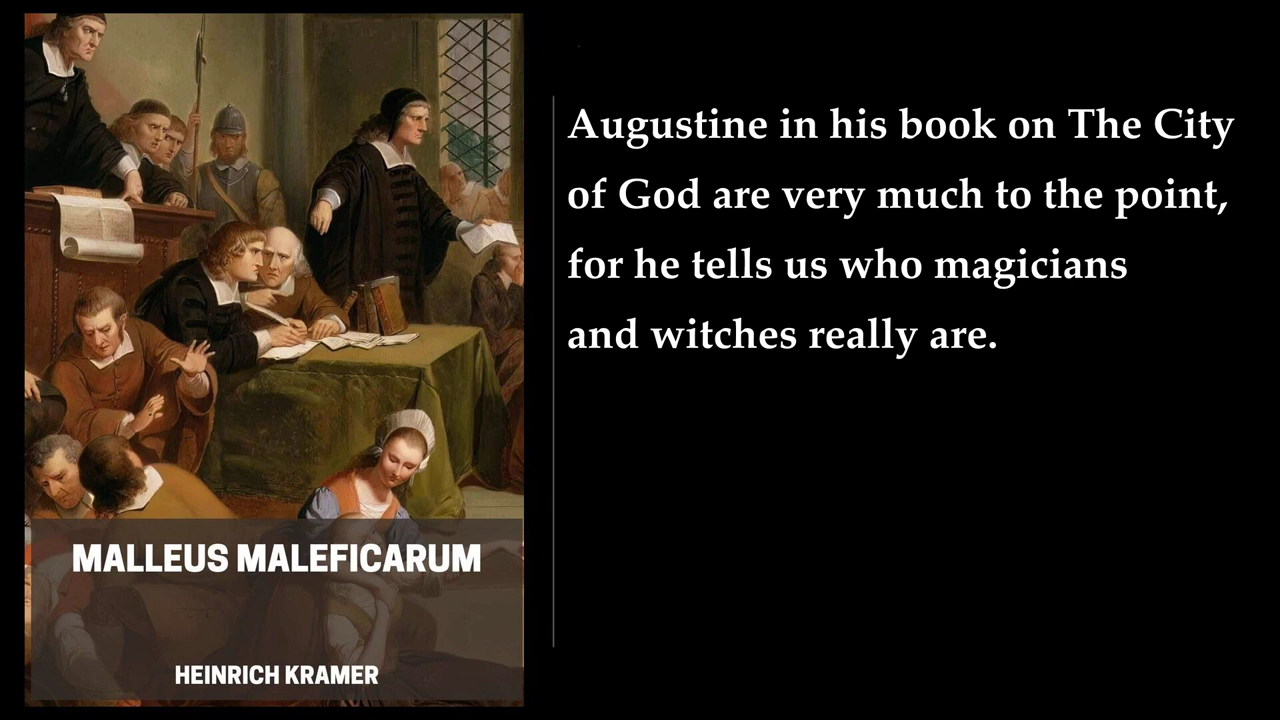 MALLEUS MALEFICARUM
HEINRICH KRAMER
Augustine in his book on The City
of God are very much to the point,
for he tells us who magicians
and witches really are.